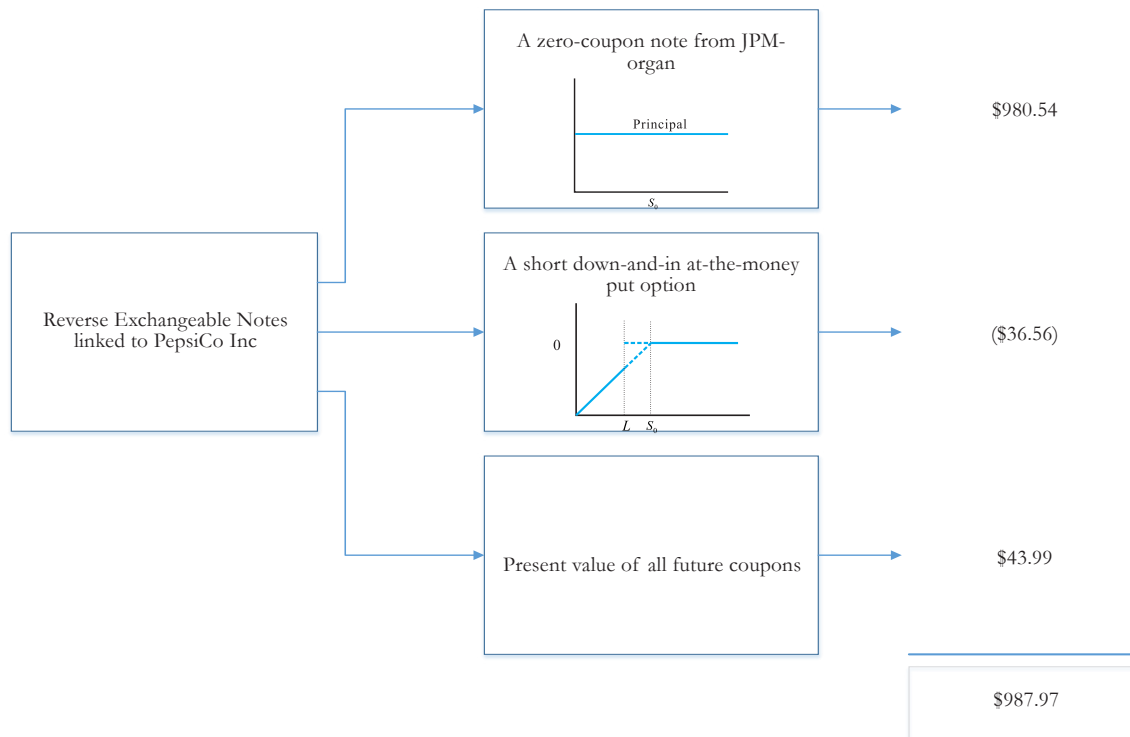 A zero-coupon note from JPM-
organ
Principal
S₀
$980.54
Reverse Exchangeable Notes
linked to PepsiCo Inc
A short down-and-in at-the-money
put option
0
L S₀
($36.56)
Present value of all future coupons
$43.99
$987.97